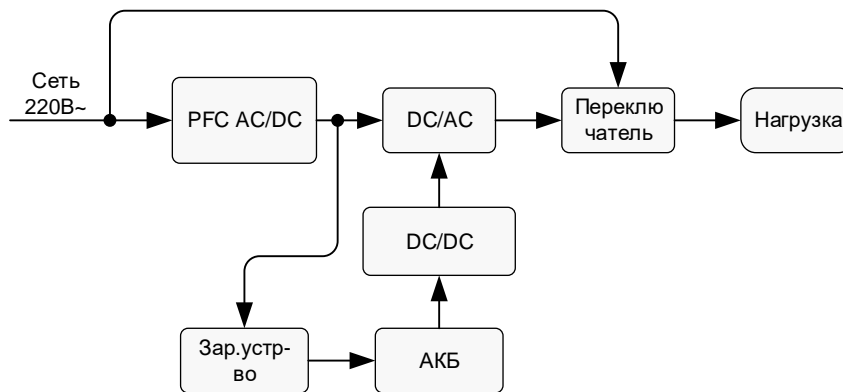 Сеть
220В~
PFC AC/DC
DC/AC
Переклю
чатель
Нагрузка
DC/DC
Зар.устр-
во
АКБ